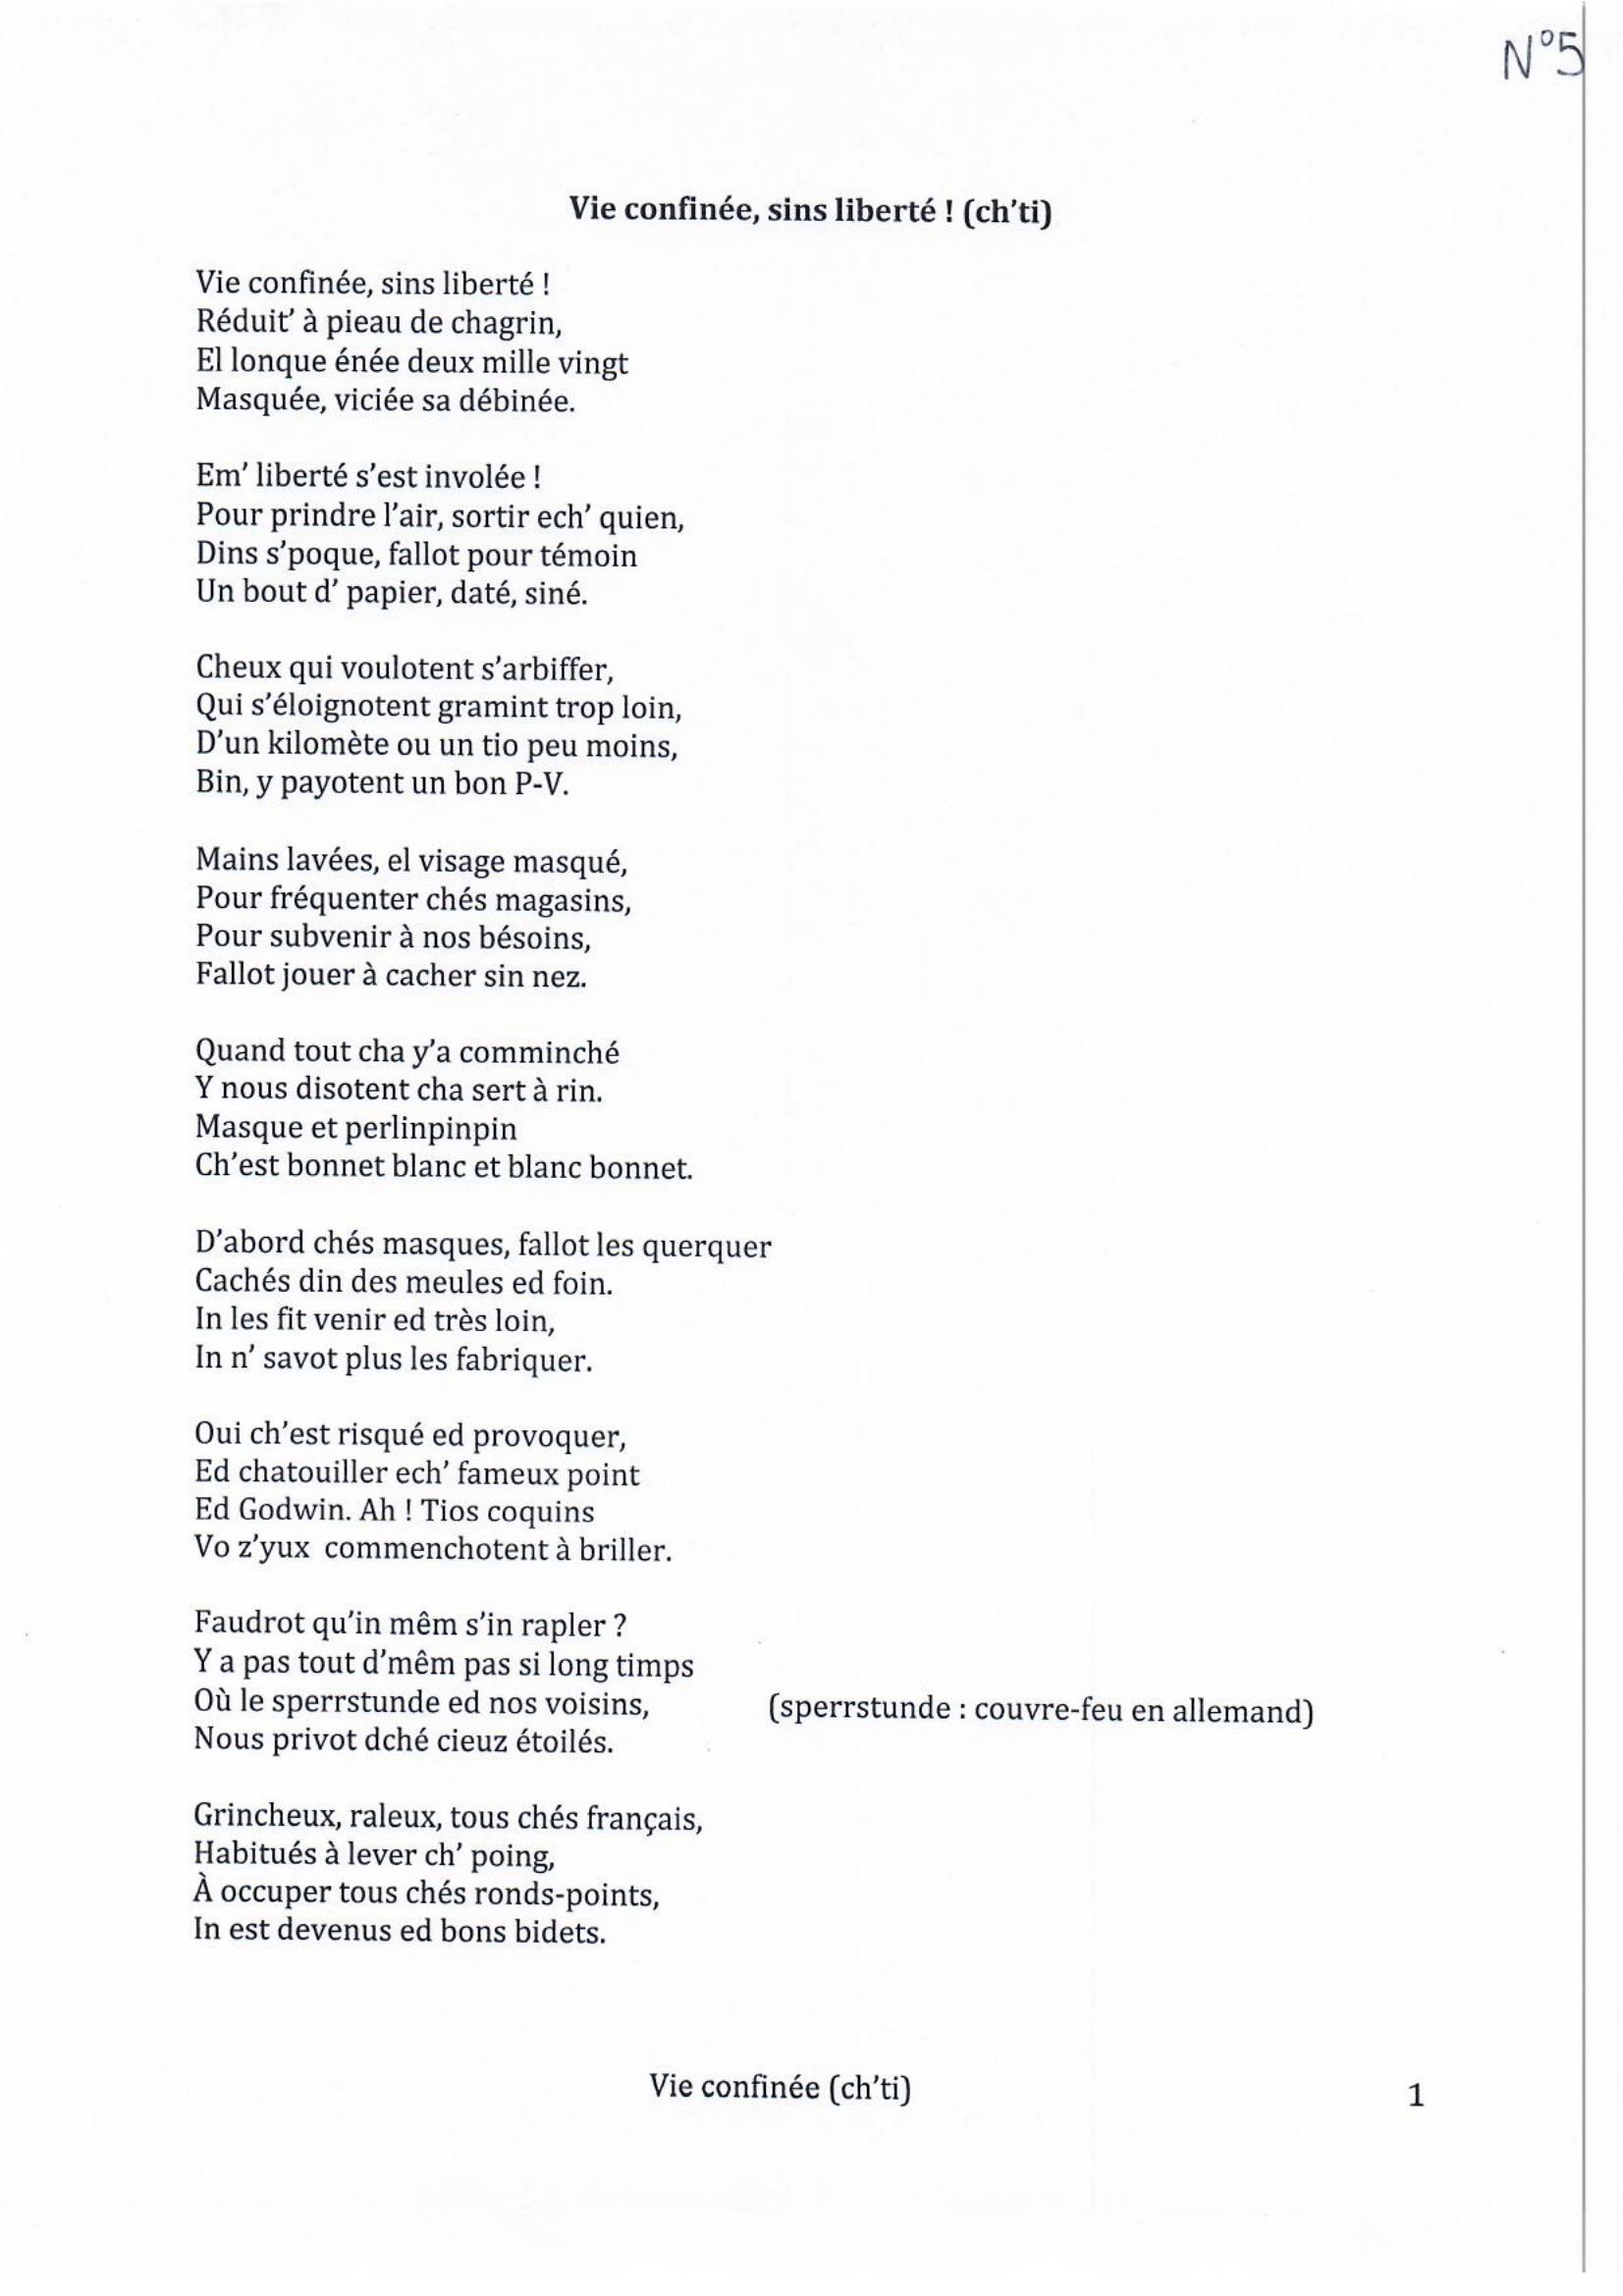 N°5
Vie confinée, sins liberté ! (ch'ti)
Vie confinée, sins liberté !
Réduit' à pieau de chagrin,
El lonque énée deux mille vingt
Masquée, viciée sa débinée.
Em' liberté s'est involée !
Pour prindre l'air, sortir ech' quien,
Dins s'poque, fallot pour témoin
Un bout d' papier, daté, siné.
Cheux qui voulotent s'arbiffer,
Qui s'éloignotent gramint trop loin,
D'un kilomète ou un tio peu moins,
Bin, y payotent un bon P-V.
Mains lavées, el visage masqué,
Pour fréquenter chés magasins,
Pour subvenir à nos bésoins,
Fallot jouer à cacher sin nez.
Quand tout cha y'a comminché
Y nous disotent cha sert à rin.
Masque et perlinpinpin
Ch'est bonnet blanc et blanc bonnet.
D'abord chés masques, fallot les querquer
Cachés din des meules ed foin.
In les fit venir ed très loin,
In n' savot plus les fabriquer.
Oui ch'est risqué ed provoquer,
Ed chatouiller ech' fameux point
Ed Godwin. Ah ! Tios coquins
Vo z'yux commenchotent à briller.
Faudrot qu'in mêm s'in rapler ?
Y a pas tout d'mêm pas si long timps
Où le sperrstunde ed nos voisins, (sperrstunde : couvre-feu en allemand)
Nous privot dché cieuz étoilés.
Grincheux, raleux, tous chés français,
Habitués à lever ch' poing,
À occuper tous chés ronds-points,
In est devenus ed bons bidets.
Vie confinée (ch'ti) 1